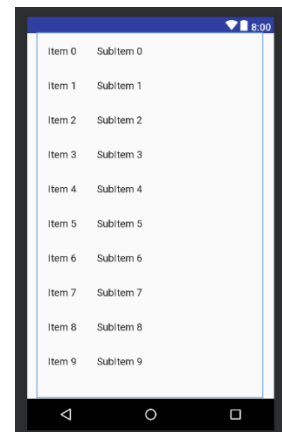 8:00
Item 0 SubItem 0
Item 1 SubItem 1
Item 2 SubItem 2
Item 3 SubItem 3
Item 4 SubItem 4
Item 5 SubItem 5
Item 6 SubItem 6
Item 7 SubItem 7
Item 8 SubItem 8
Item 9 SubItem 9